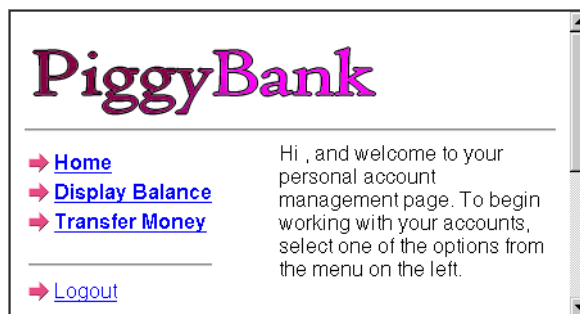 PiggyBank
Home
Display Balance
Transfer Money
Logout
Hi , and welcome to your
personal account
management page. To begin
working with your accounts,
select one of the options from
the menu on the left.